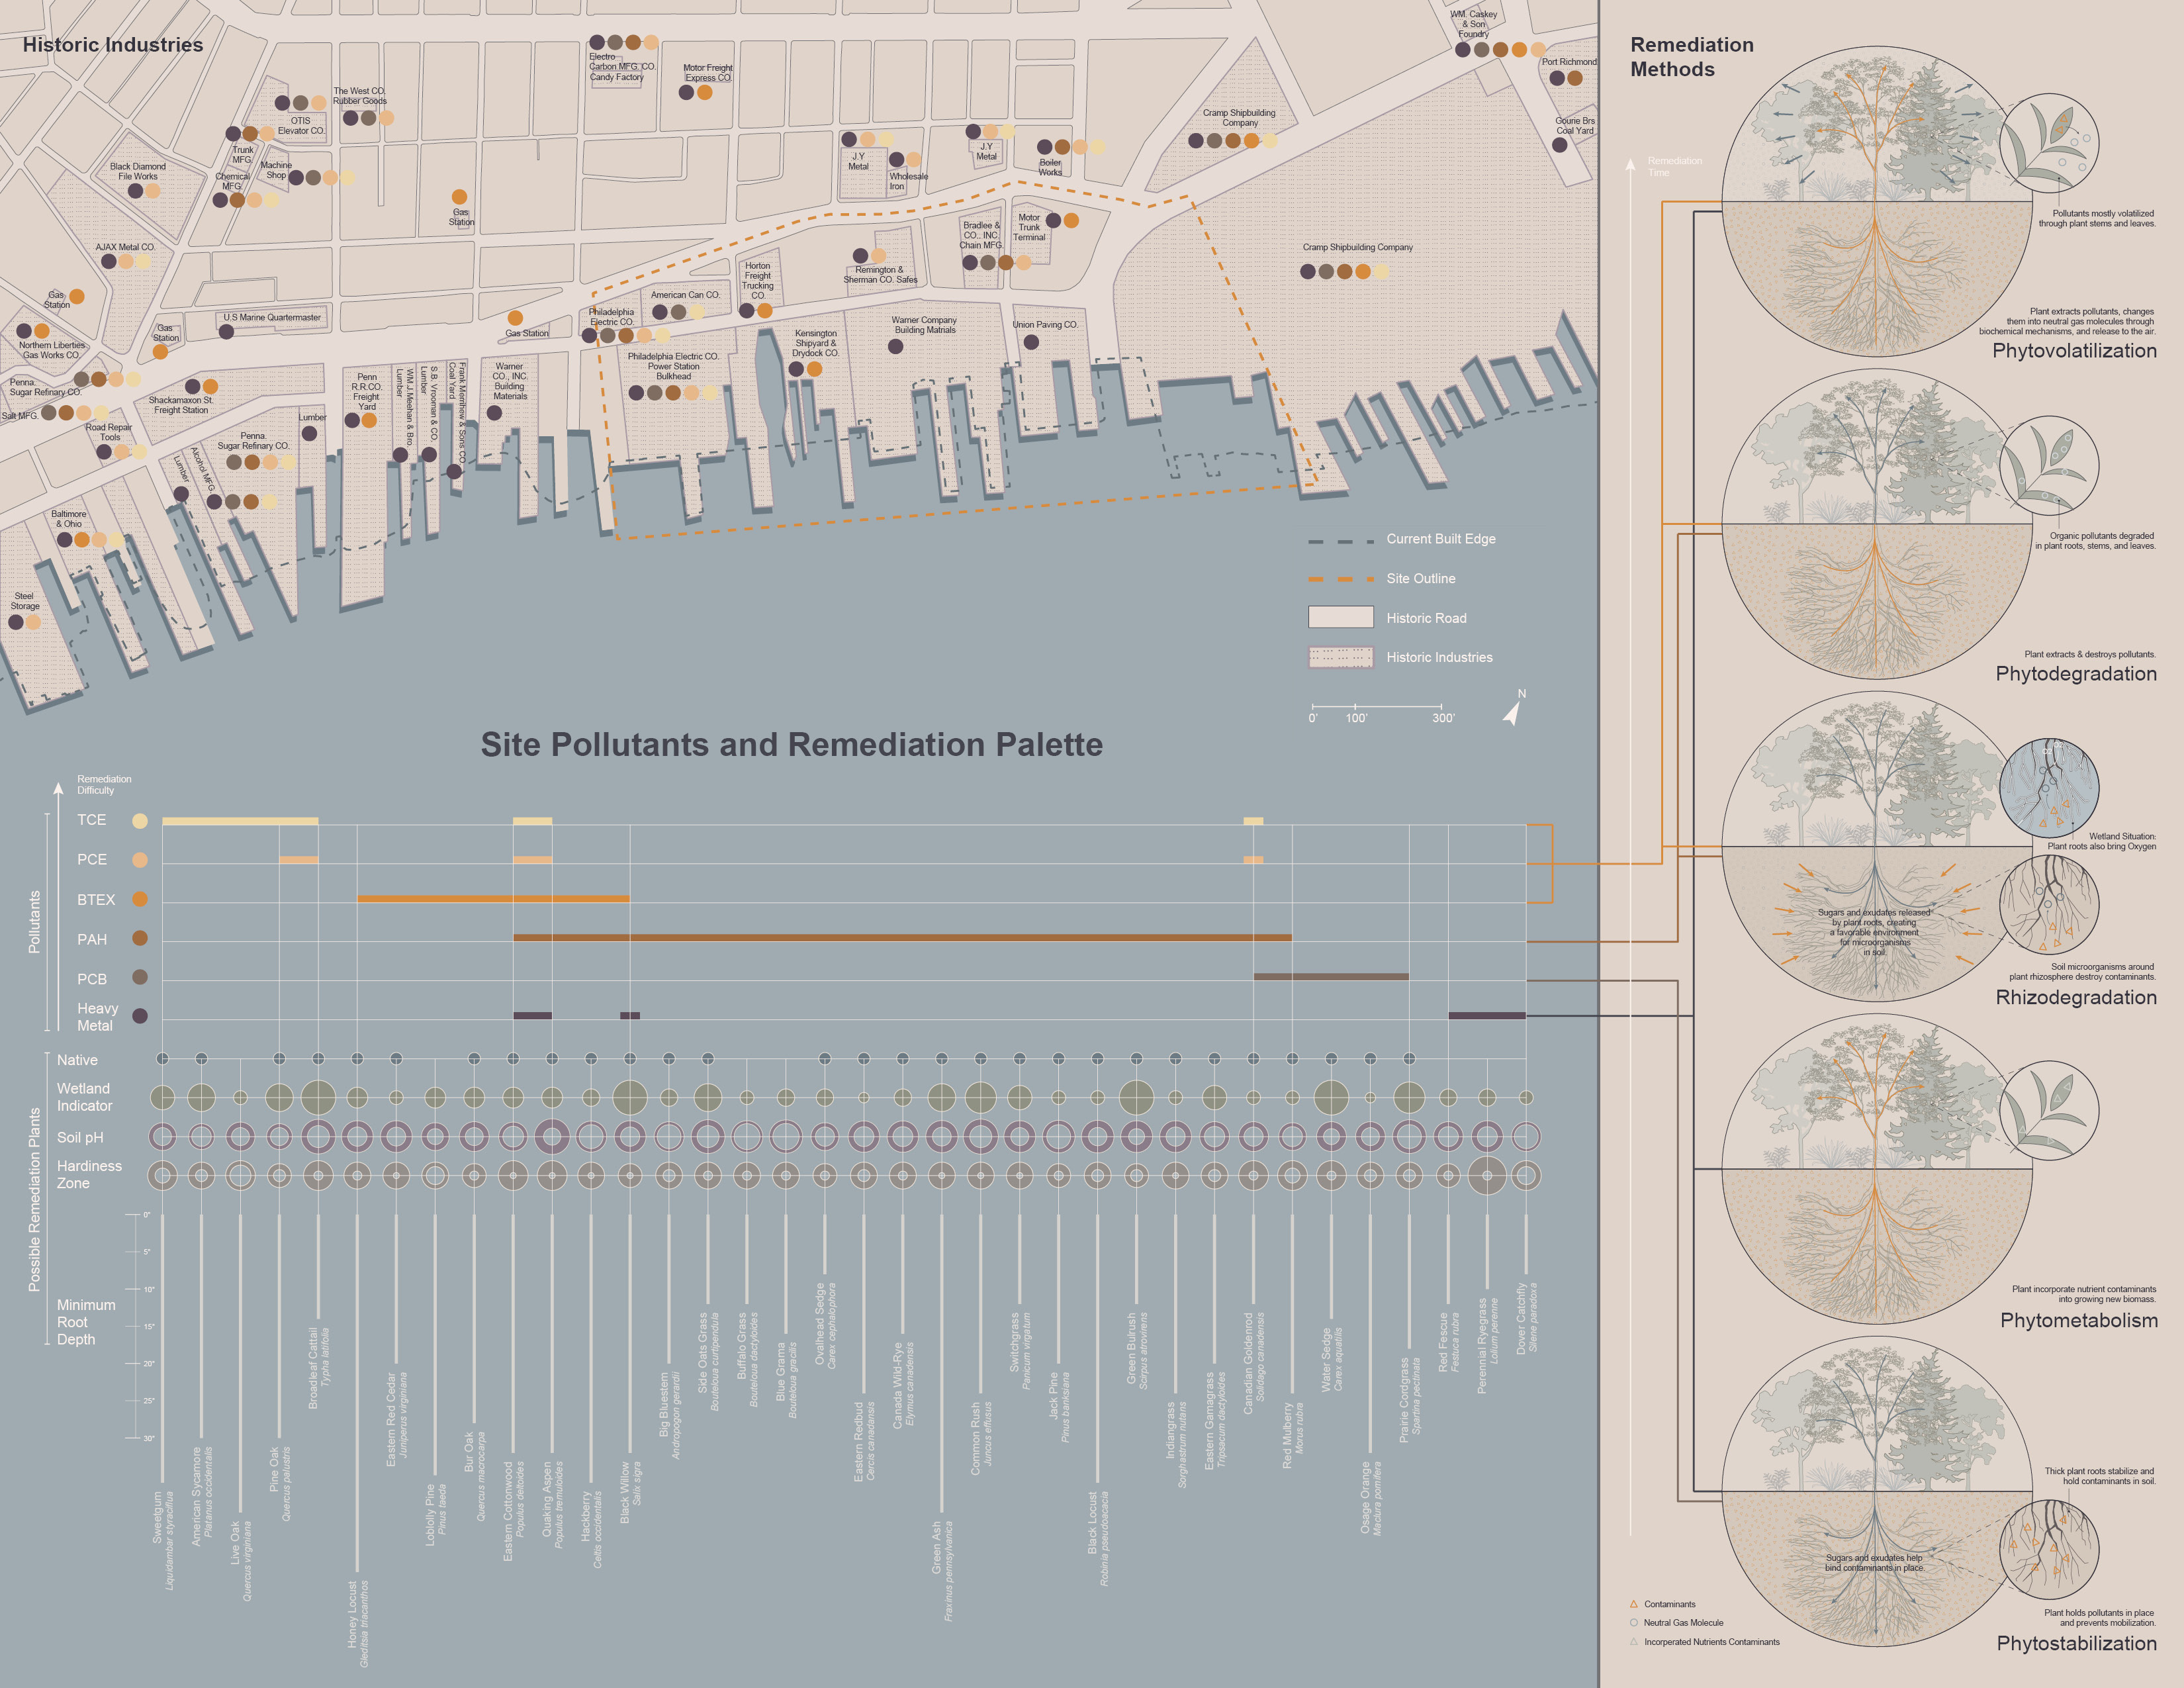 Historic Industries
WM. Caskey
& Son
Foundry
Port Richmond
Gourie Brs
Coal Yard
Electro
Carbon MFG. CO.
Candy Factory
Motor Freight
Express CO.
The West CO.
Rubber Goods
OTIS
Elevator CO.
Trunk
MFG.
Machine
Shop
Chemical
MFG.
Black Diamond
File Works
AJAX Metal CO.
Gas
Station
Cramp Shipbuilding
Company
J.Y
Metal
Wholesale
Iron
J.Y
Metal
Boiler
Works
Gas
Station
Northern Liberties
Gas Works CO.
Gas
Station
U.S Marine Quartermaster
Gas Station
Philadelphia
Electric CO.
American Can CO.
Horton
Freight
Trucking
CO.
Remington &
Sherman CO. Safes
Bradlee &
CO., INC.
Chain MFG.
Motor
Trunk
Terminal
Cramp Shipbuilding Company
Penna.
Sugar Refinary CO.
Salt MFG.
Shackamaxon St.
Freight Station
Road Repair
Tools
Lumber
Alcohol MFG.
Penna.
Sugar Refinary CO.
Lumber
Penn
R.R.CO.
Freight
Yard
WM.J.Meehan & Bro.
Lumber
S.B. Vrooman & CO.
Lumber
Frank Memhew & Sons CO.
Coal Yard
Warner
CO., INC.
Building
Materials
Philadelphia Electric CO.
Power Station
Bulkhead
Kensington
Shipyard &
Drydock CO.
Warner Company
Building Matrials
Union Paving CO.
Baltimore
& Ohio
Steel
Storage
Current Built Edge
Site Outline
Historic Road
Historic Industries
0' 100' 300'
N
Site Pollutants and Remediation Palette
Remediation
Difficulty
Pollutants
TCE
PCE
BTEX
PAH
PCB
Heavy
Metal
Possible Remediation Plants
Native
Wetland
Indicator
Soil pH
Hardiness
Zone
Minimum
Root
Depth
0"
5"
10"
15"
20"
25"
30"
Sweetgum
Liquidambar styraciflua
American Sycamore
Platanus occidentalis
Live Oak
Quercus virginiana
Pine Oak
Quercus palustris
Broadleaf Cattail
Typha latifolia
Honey Locust
Gleditsia triacanthos
Eastern Red Cedar
Juniperus virginiana
Loblolly Pine
Pinus taeda
Bur Oak
Quercus macrocarpa
Eastern Cottonwood
Populus deltoides
Quaking Aspen
Populus tremuloides
Hackberry
Celtis occidentalis
Black Willow
Salix sigra
Big Bluestem
Andropogon gerardii
Side Oats Grass
Bouteloua curtipendula
Buffalo Grass
Bouteloua dactyloides
Blue Grama
Bouteloua gracilis
Ovalhead Sedge
Carex cephalophora
Eastern Redbud
Cercis canadansis
Canada Wild-Rye
Elymus canadensis
Green Ash
Fraxinus pennsylvanica
Common Rush
Juncus effusus
Switchgrass
Panicum virgatum
Jack Pine
Pinus banksiana
Black Locust
Robinia pseudoacacia
Green Bulrush
Scirpus atrovirens
Indiangrass
Sorghastrum nutans
Eastern Gamagrass
Tripsacum dactyloides
Canadian Goldenrod
Solidago canadensis
Red Mulberry
Morus rubra
Water Sedge
Carex aquatilis
Osage Orange
Maclura pomifera
Prairie Cordgrass
Spartina pectinata
Red Fescue
Festuca rubra
Perennial Ryegrass
Lolium perenne
Dover Catchfly
Silene paradoxa
Remediation
Methods
Remediation
Time
Pollutants mostly volatilized
through plant stems and leaves.
Plant extracts pollutants, changes
them into neutral gas molecules through
biochemical mechanisms, and release to the air.
Phytovolatilization
Organic pollutants degraded
in plant roots, stems, and leaves.
Plant extracts & destroys pollutants.
Phytodegradation
Wetland Situation:
Plant roots also bring Oxygen
Sugars and exudates released
by plant roots, creating
a favorable environment
for microorganisms
in soil.
Soil microorganisms around
plant rhizosphere destroy contaminants.
Rhizodegradation
Plant incorporate nutrient contaminants
into growing new biomass.
Phytometabolism
Thick plant roots stabilize and
hold contaminants in soil.
Sugars and exudates help
bind contaminants in place.
Contaminants
Neutral Gas Molecule
Incorperated Nutrients Contaminants
Plant holds pollutants in place
and prevents mobilization.
Phytostabilization